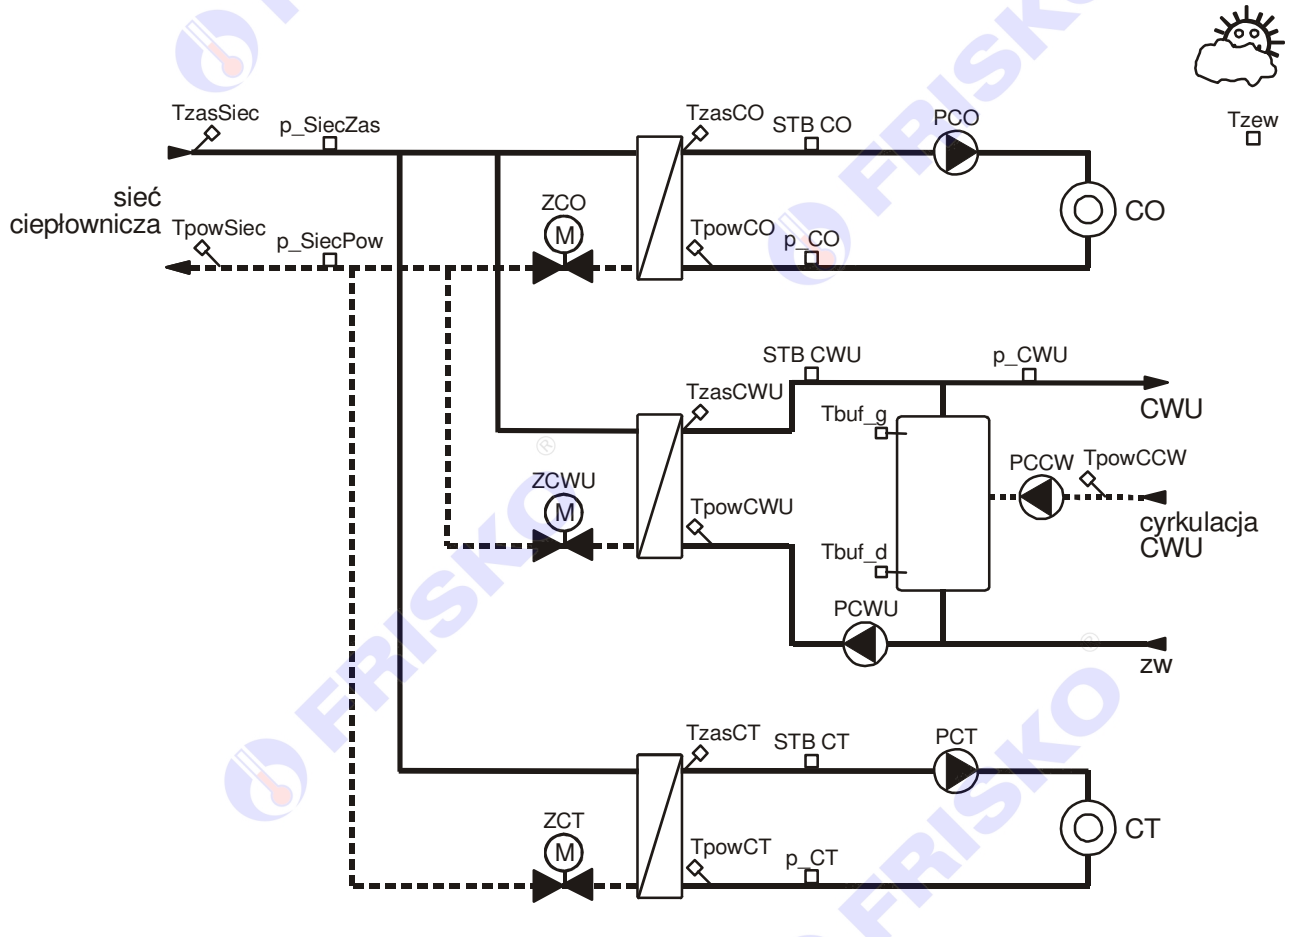 TzasSiec
p_SiecZas
TzasCO
STB CO
PCO
Tzew
sieć
ciepłownicza
TpowSiec
p_SiecPow
ZCO
M
TpowCO
p_CO
CO
STB CWU
p_CWU
TzasCWU
CWU
Tbuf_g
PCCW
TpowCCW
ZCWU
M
TpowCWU
cyrkulacja
CWU
Tbuf_d
PCWU
zw
TzasCT
STB CT
PCT
ZCT
M
TpowCT
p_CT
CT
FRISKO
FRISKO®
FRISKO®